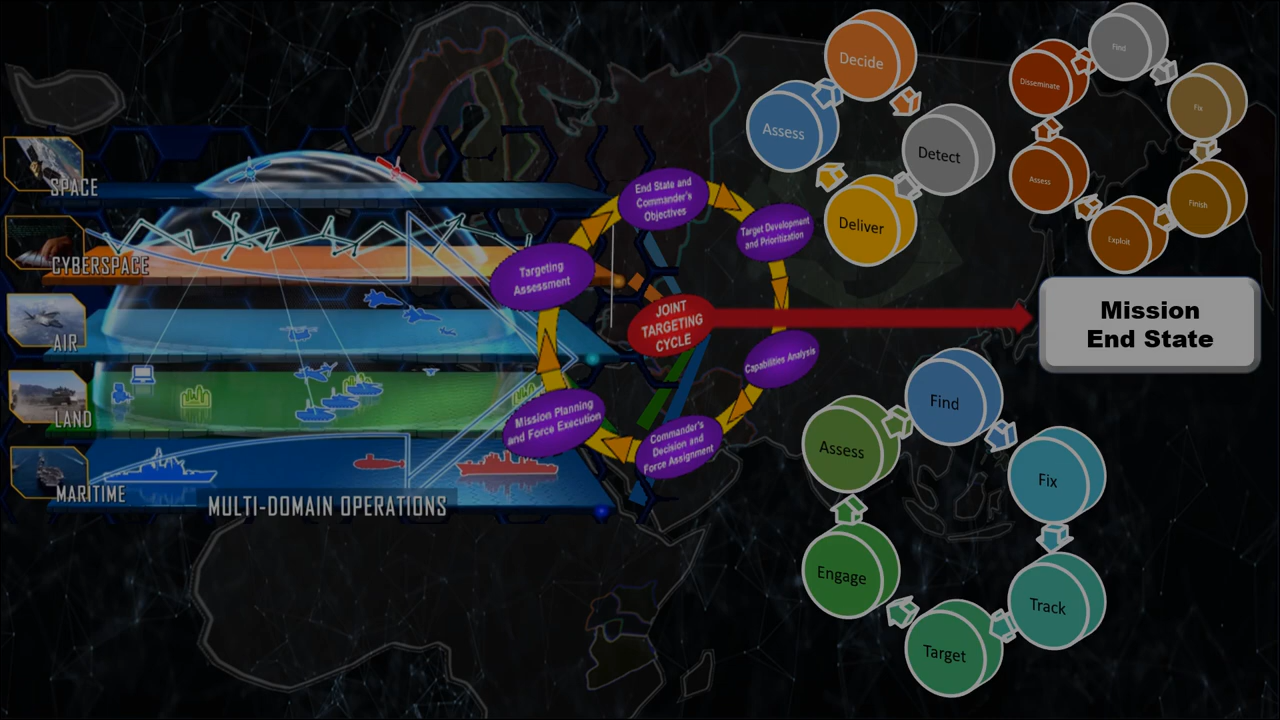 SPACE
CYBERSPACE
AIR
LAND
MARITIME
MULTI-DOMAIN OPERATIONS
End State and
Commander's
Objectives
Target Development
and Prioritization
Capabilities Analysis
Commander's
Decision and
Force Assignment
Mission Planning
and Force Execution
Targeting
Assessment
JOINT
TARGETING
CYCLE
Mission
End State
Decide
Detect
Deliver
Assess
Find
Fix
Finish
Exploit
Assess
Disseminate
Find
Fix
Track
Target
Engage
Assess